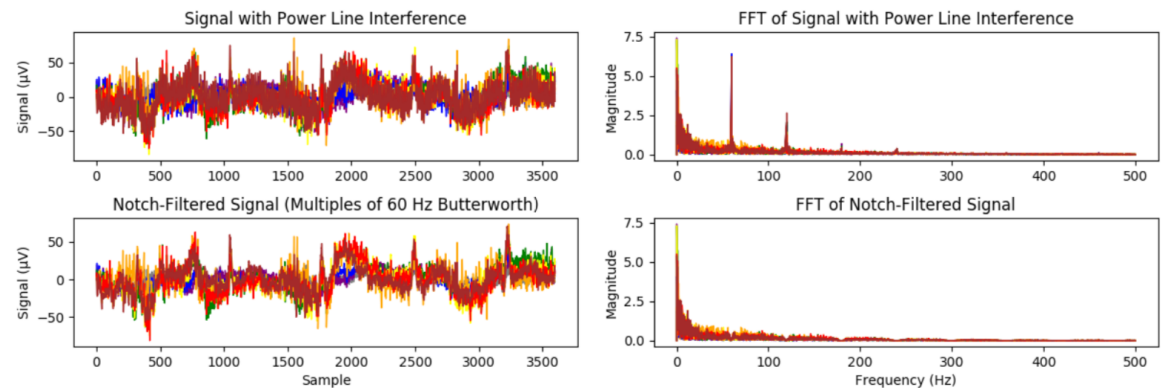 Signal with Power Line Interference
Signal (µV)
50
0
−50
0 500 1000 1500 2000 2500 3000 3500
FFT of Signal with Power Line Interference
Magnitude
7.5
5.0
2.5
0.0
0 100 200 300 400 500
Notch-Filtered Signal (Multiples of 60 Hz Butterworth)
Signal (µV)
50
0
−50
0 500 1000 1500 2000 2500 3000 3500
Sample
FFT of Notch-Filtered Signal
Magnitude
7.5
5.0
2.5
0.0
0 100 200 300 400 500
Frequency (Hz)